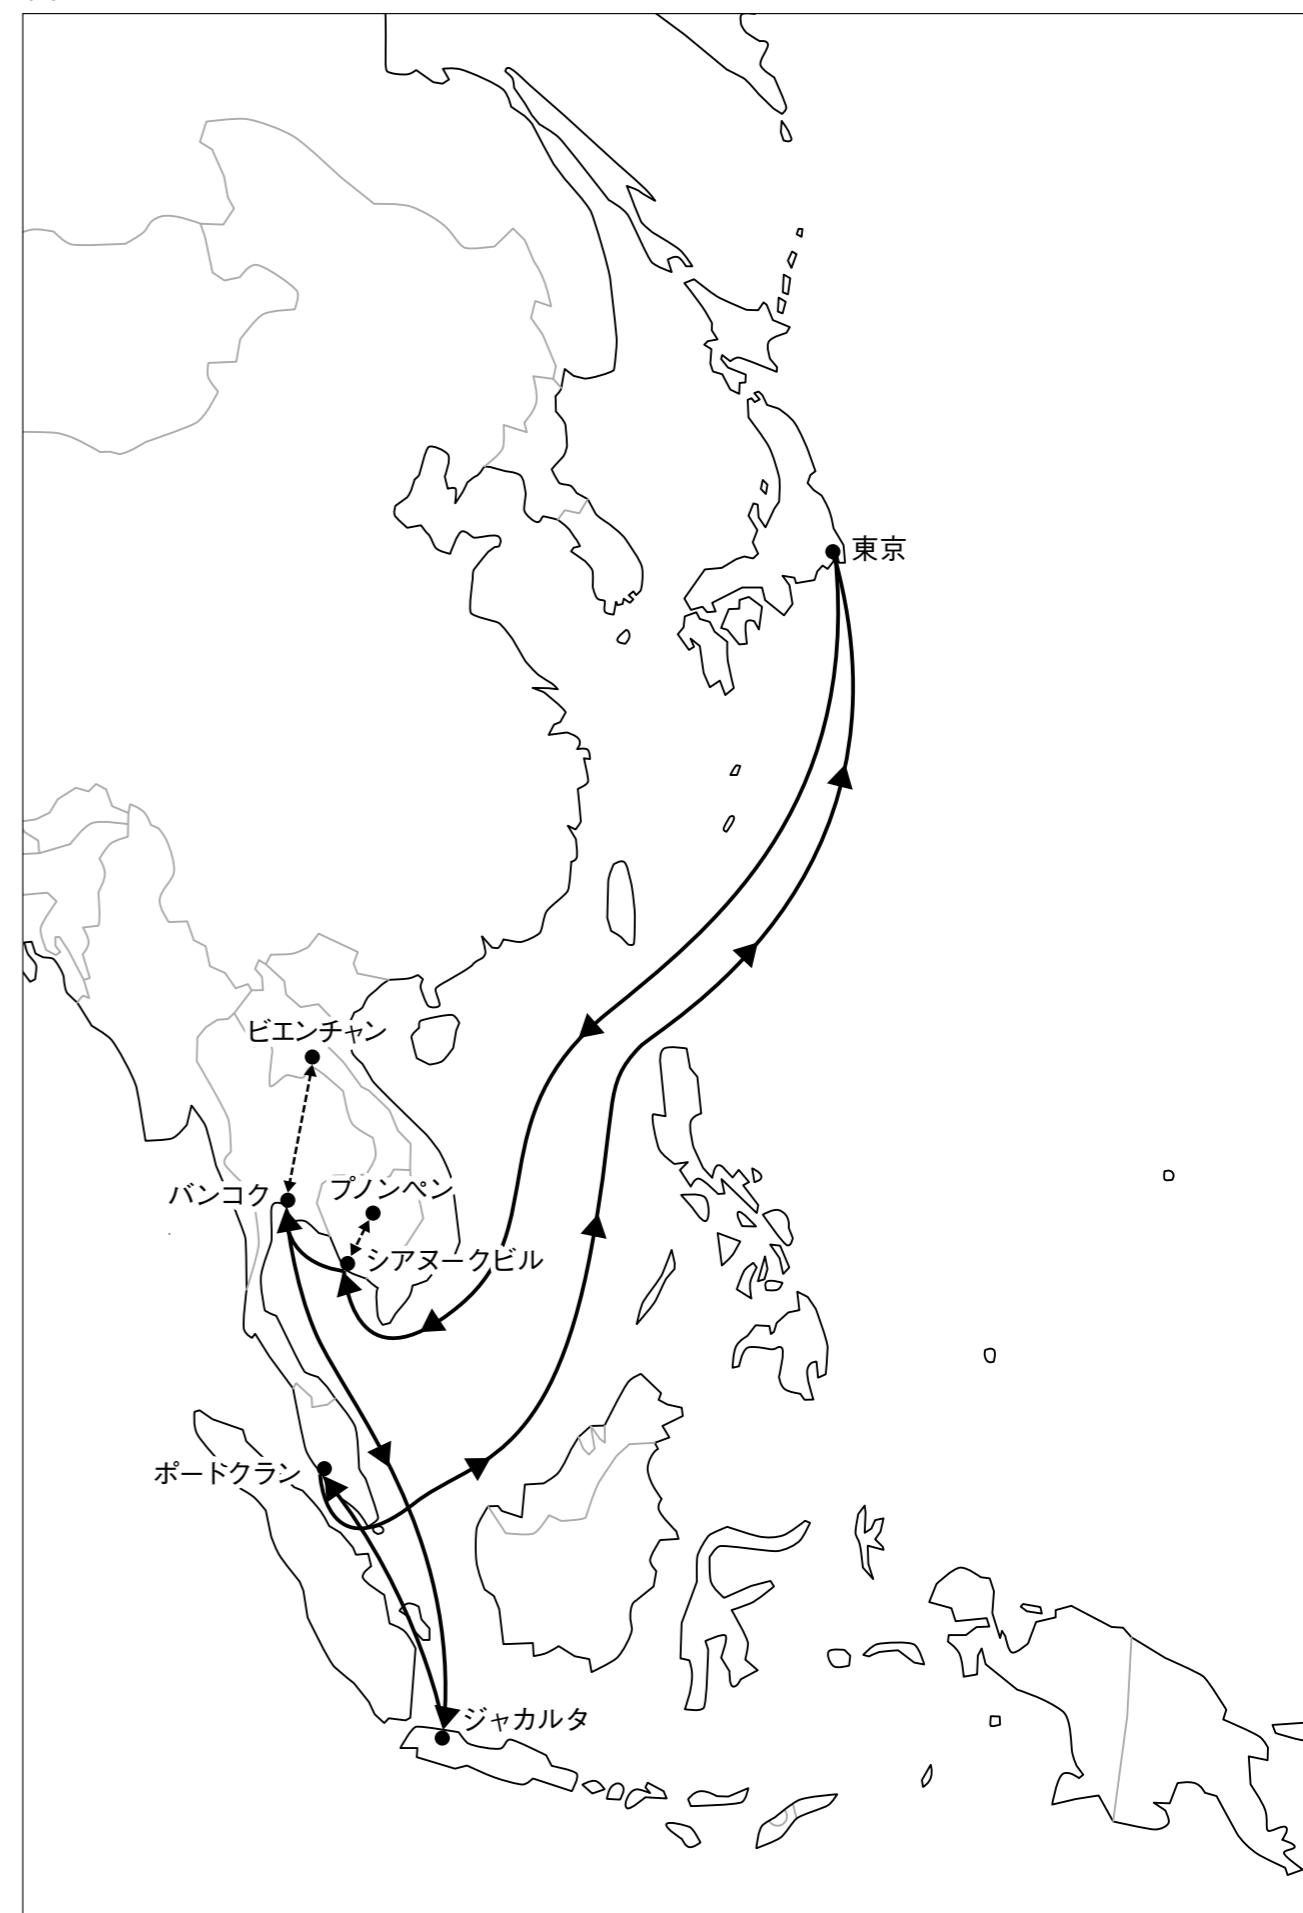 東京
ビエンチャン
バンコク
プノンペン
シアヌークビル
ポードクラン
ジャカルタ